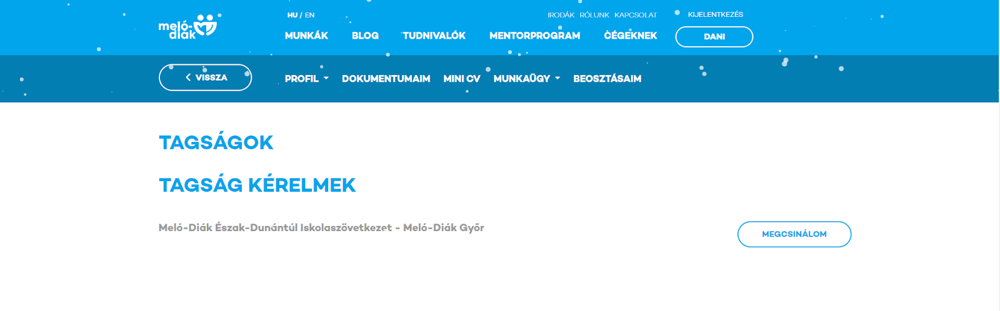 meló-
diák
HU / EN
IRODÁK RÓLUNK KAPCSOLAT
KIJELENTKEZÉS
MUNKÁK BLOG TUDNIVALÓK MENTORPROGRAM CÉGEKNEK
DANI
VISSZA
PROFIL DOKUMENTUMAIM MINI CV MUNKAÜGY BEOSZTÁSAIM
TAGSÁGOK
TAGSÁG KÉRELMEK
Meló-Diák Észak-Dunántúl Iskolaszövetkezet - Meló-Diák Győr
MEGCSINÁLOM